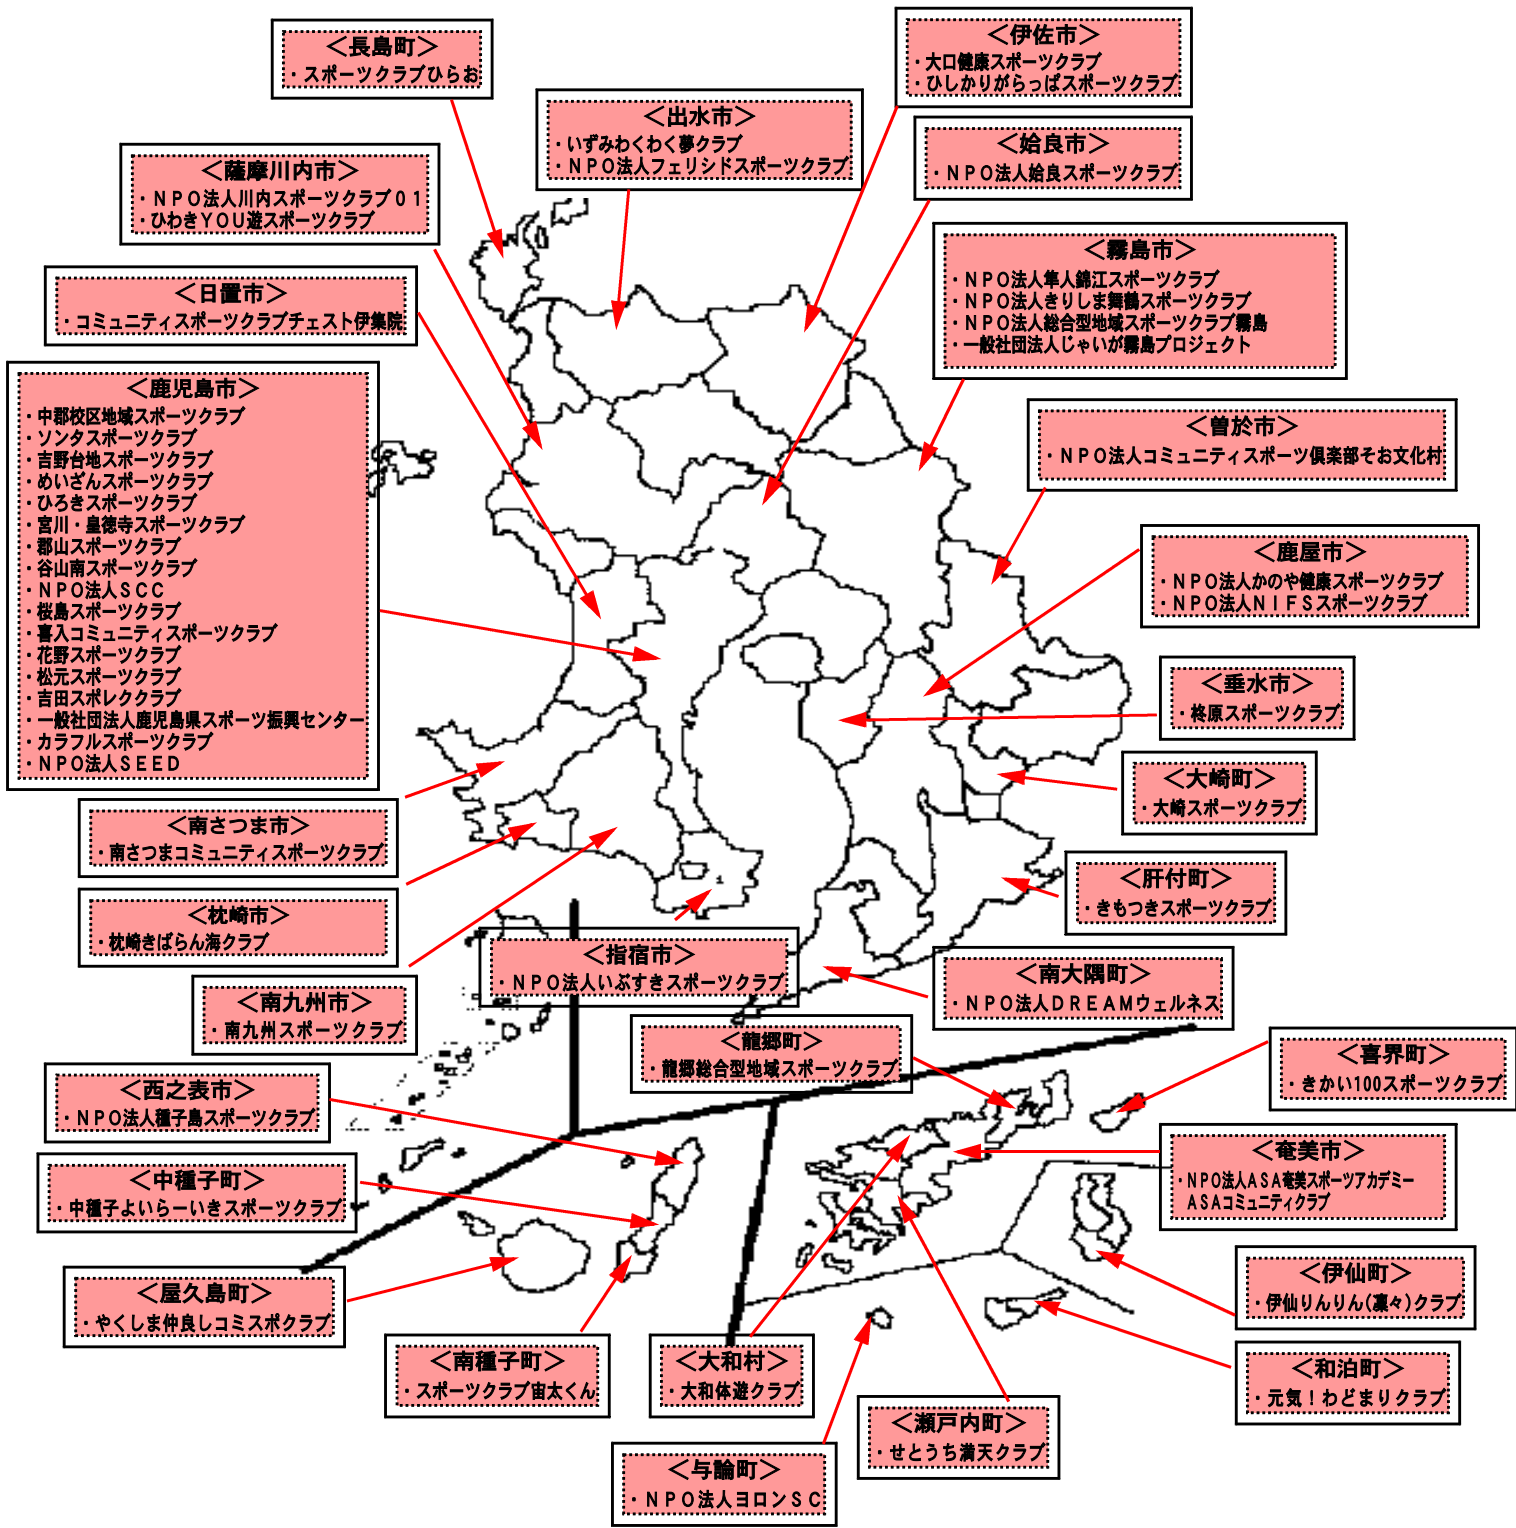 ＜長島町＞
・スポーツクラブひらお
＜伊佐市＞
・大口健康スポーツクラブ
・ひしかりがらっぱスポーツクラブ
＜出水市＞
・いずみわくわく夢クラブ
・ＮＰＯ法人フェリシドスポーツクラブ
＜姶良市＞
・ＮＰＯ法人姶良スポーツクラブ
＜薩摩川内市＞
・ＮＰＯ法人川内スポーツクラブ０１
・ひわきＹＯＵ遊スポーツクラブ
＜霧島市＞
・ＮＰＯ法人隼人錦江スポーツクラブ
・ＮＰＯ法人きりしま舞鶴スポーツクラブ
・ＮＰＯ法人総合型地域スポーツクラブ霧島
・一般社団法人じゃいが霧島プロジェクト
＜日置市＞
・コミュニティスポーツクラブチェスト伊集院
＜鹿児島市＞
・中郡校区地域スポーツクラブ
・ソンタスポーツクラブ
・吉野台地スポーツクラブ
・めいざんスポーツクラブ
・ひろきスポーツクラブ
・宮川・皇徳寺スポーツクラブ
・郡山スポーツクラブ
・谷山南スポーツクラブ
・ＮＰＯ法人ＳＣＣ
・桜島スポーツクラブ
・喜入コミュニティスポーツクラブ
・花野スポーツクラブ
・松元スポーツクラブ
・吉田スポレククラブ
・一般社団法人鹿児島県スポーツ振興センター
・カラフルスポーツクラブ
・ＮＰＯ法人ＳＥＥＤ
＜曽於市＞
・ＮＰＯ法人コミュニティスポーツ倶楽部そお文化村
＜鹿屋市＞
・ＮＰＯ法人かのや健康スポーツクラブ
・ＮＰＯ法人ＮＩＦＳスポーツクラブ
＜垂水市＞
・柊原スポーツクラブ
＜大崎町＞
・大崎スポーツクラブ
＜南さつま市＞
・南さつまコミュニティスポーツクラブ
＜肝付町＞
・きもつきスポーツクラブ
＜枕崎市＞
・枕崎きばらん海クラブ
＜指宿市＞
・ＮＰＯ法人いぶすきスポーツクラブ
＜南大隅町＞
・ＮＰＯ法人ＤＲＥＡＭウェルネス
＜南九州市＞
・南九州スポーツクラブ
＜龍郷町＞
・龍郷総合型地域スポーツクラブ
＜喜界町＞
・きかい100スポーツクラブ
＜西之表市＞
・ＮＰＯ法人種子島スポーツクラブ
＜奄美市＞
・ＮＰＯ法人ＡＳＡ奄美スポーツアカデミー
ＡＳＡコミュニティクラブ
＜中種子町＞
・中種子よいらーいきスポーツクラブ
＜伊仙町＞
・伊仙りんりん(凜々)クラブ
＜屋久島町＞
・やくしま仲良しコミスポクラブ
＜南種子町＞
・スポーツクラブ宙太くん
＜大和村＞
・大和体遊クラブ
＜和泊町＞
・元気！わどまりクラブ
＜瀬戸内町＞
・せとうち満天クラブ
＜与論町＞
・ＮＰＯ法人ヨロンＳＣ